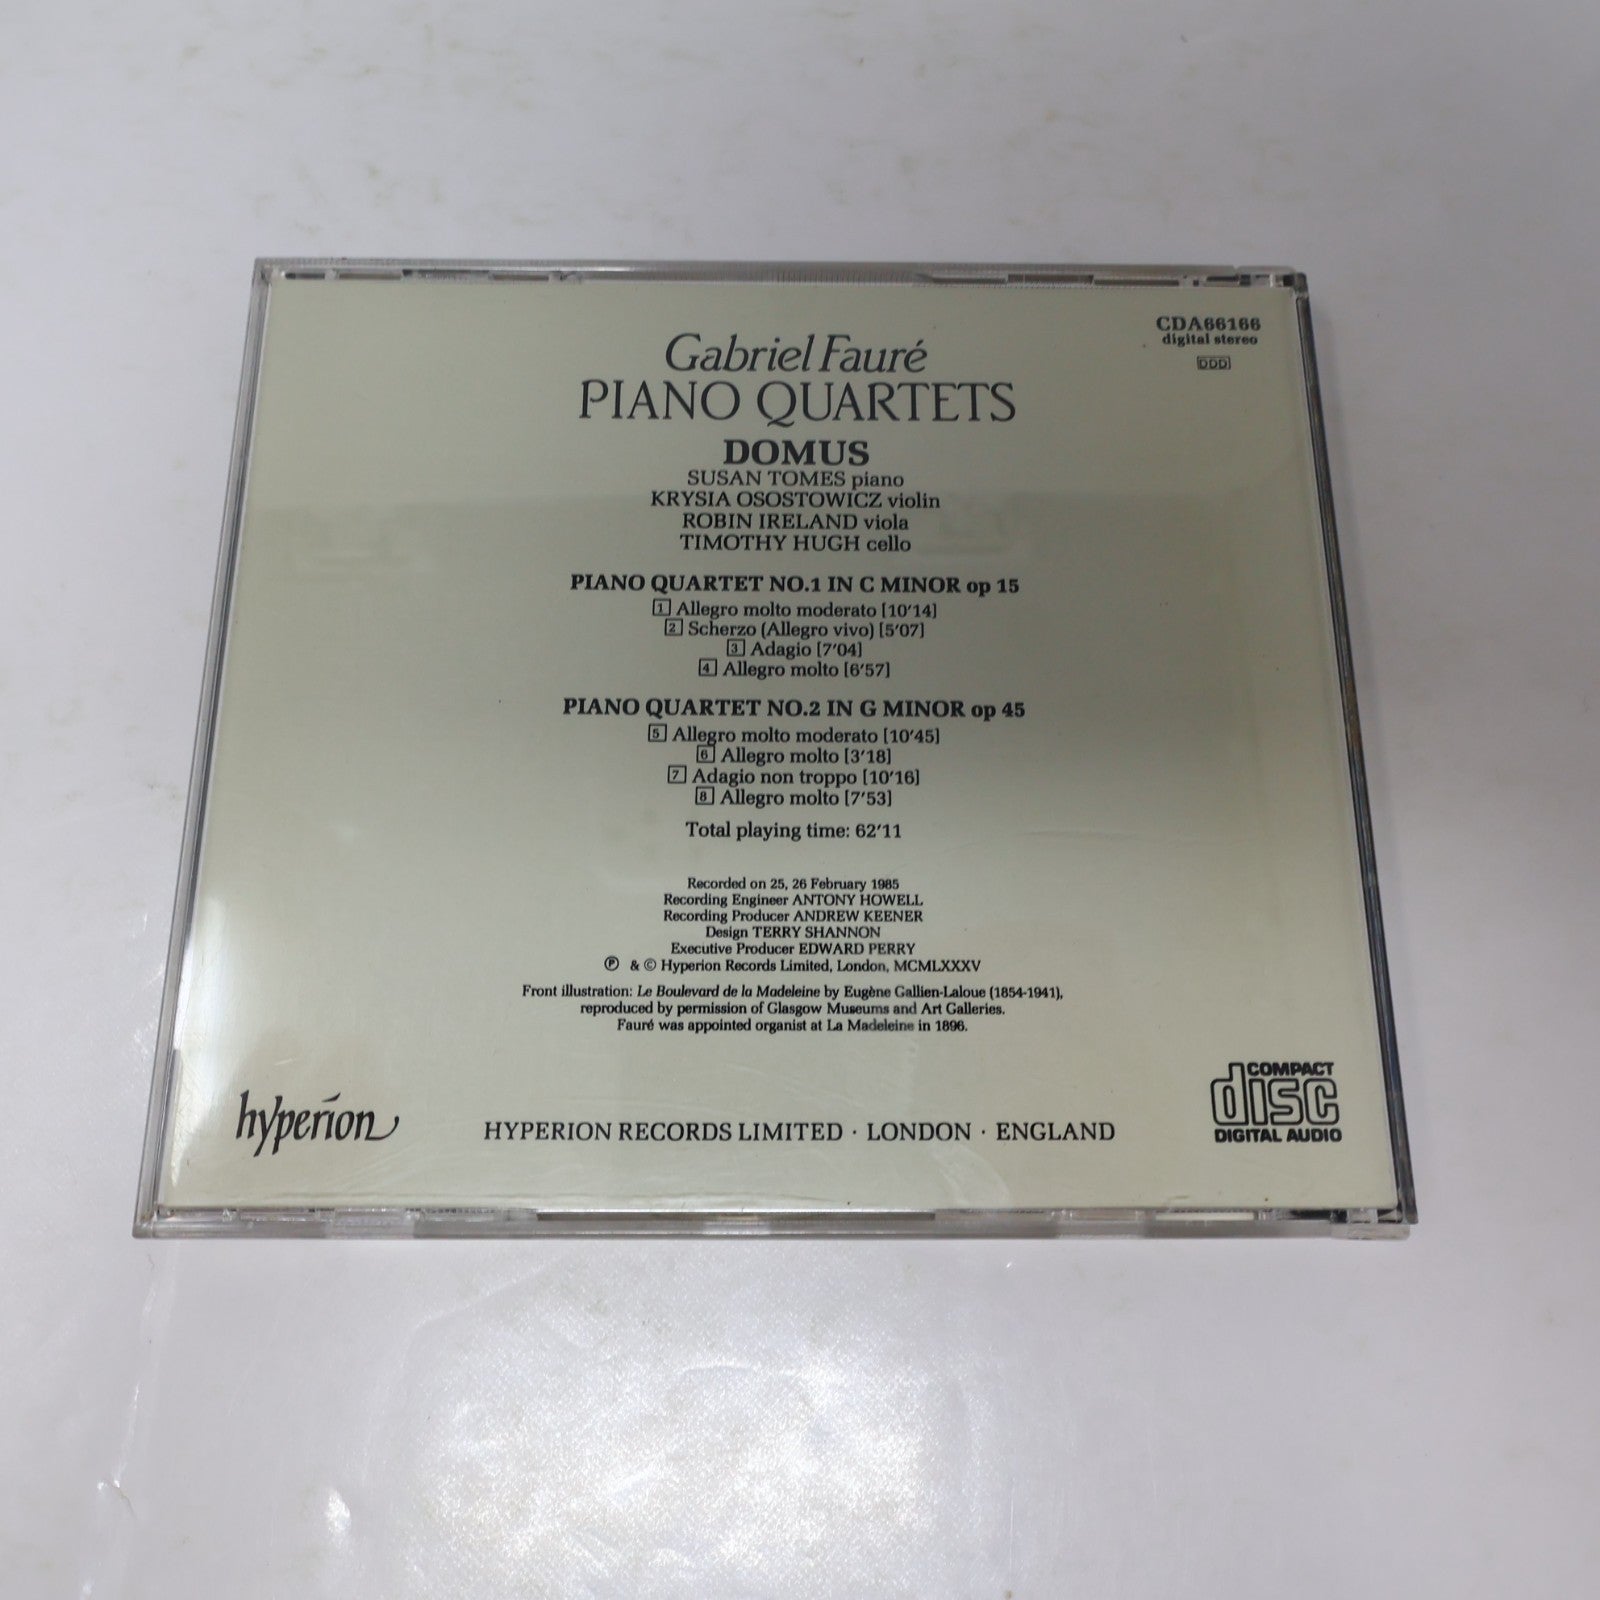 CDA66166
digital stereo
DDD
Gabriel Fauré
PIANO QUARTETS
DOMUS
SUSAN TOMES piano
KRYSIA OSOSTOWICZ violin
ROBIN IRELAND viola
TIMOTHY HUGH cello
PIANO QUARTET NO.1 IN C MINOR op 15
1 Allegro molto moderato [10'14]
2 Scherzo (Allegro vivo) [5'07]
3 Adagio [7'04]
4 Allegro molto [6'57]
PIANO QUARTET NO.2 IN G MINOR op 45
5 Allegro molto moderato [10'45]
6 Allegro molto [3'18]
7 Adagio non troppo [10'16]
8 Allegro molto [7'53]
Total playing time: 62'11
Recorded on 25, 26 February 1985
Recording Engineer ANTONY HOWELL
Recording Producer ANDREW KEENER
Design TERRY SHANNON
Executive Producer EDWARD PERRY
℗ & © Hyperion Records Limited, London, MCMLXXXV
Front illustration: Le Boulevard de la Madeleine by Eugène Gallien-Laloue (1854-1941),
reproduced by permission of Glasgow Museums and Art Galleries.
Fauré was appointed organist at La Madeleine in 1896.
hyperion
HYPERION RECORDS LIMITED · LONDON · ENGLAND
COMPACT
disc
DIGITAL AUDIO